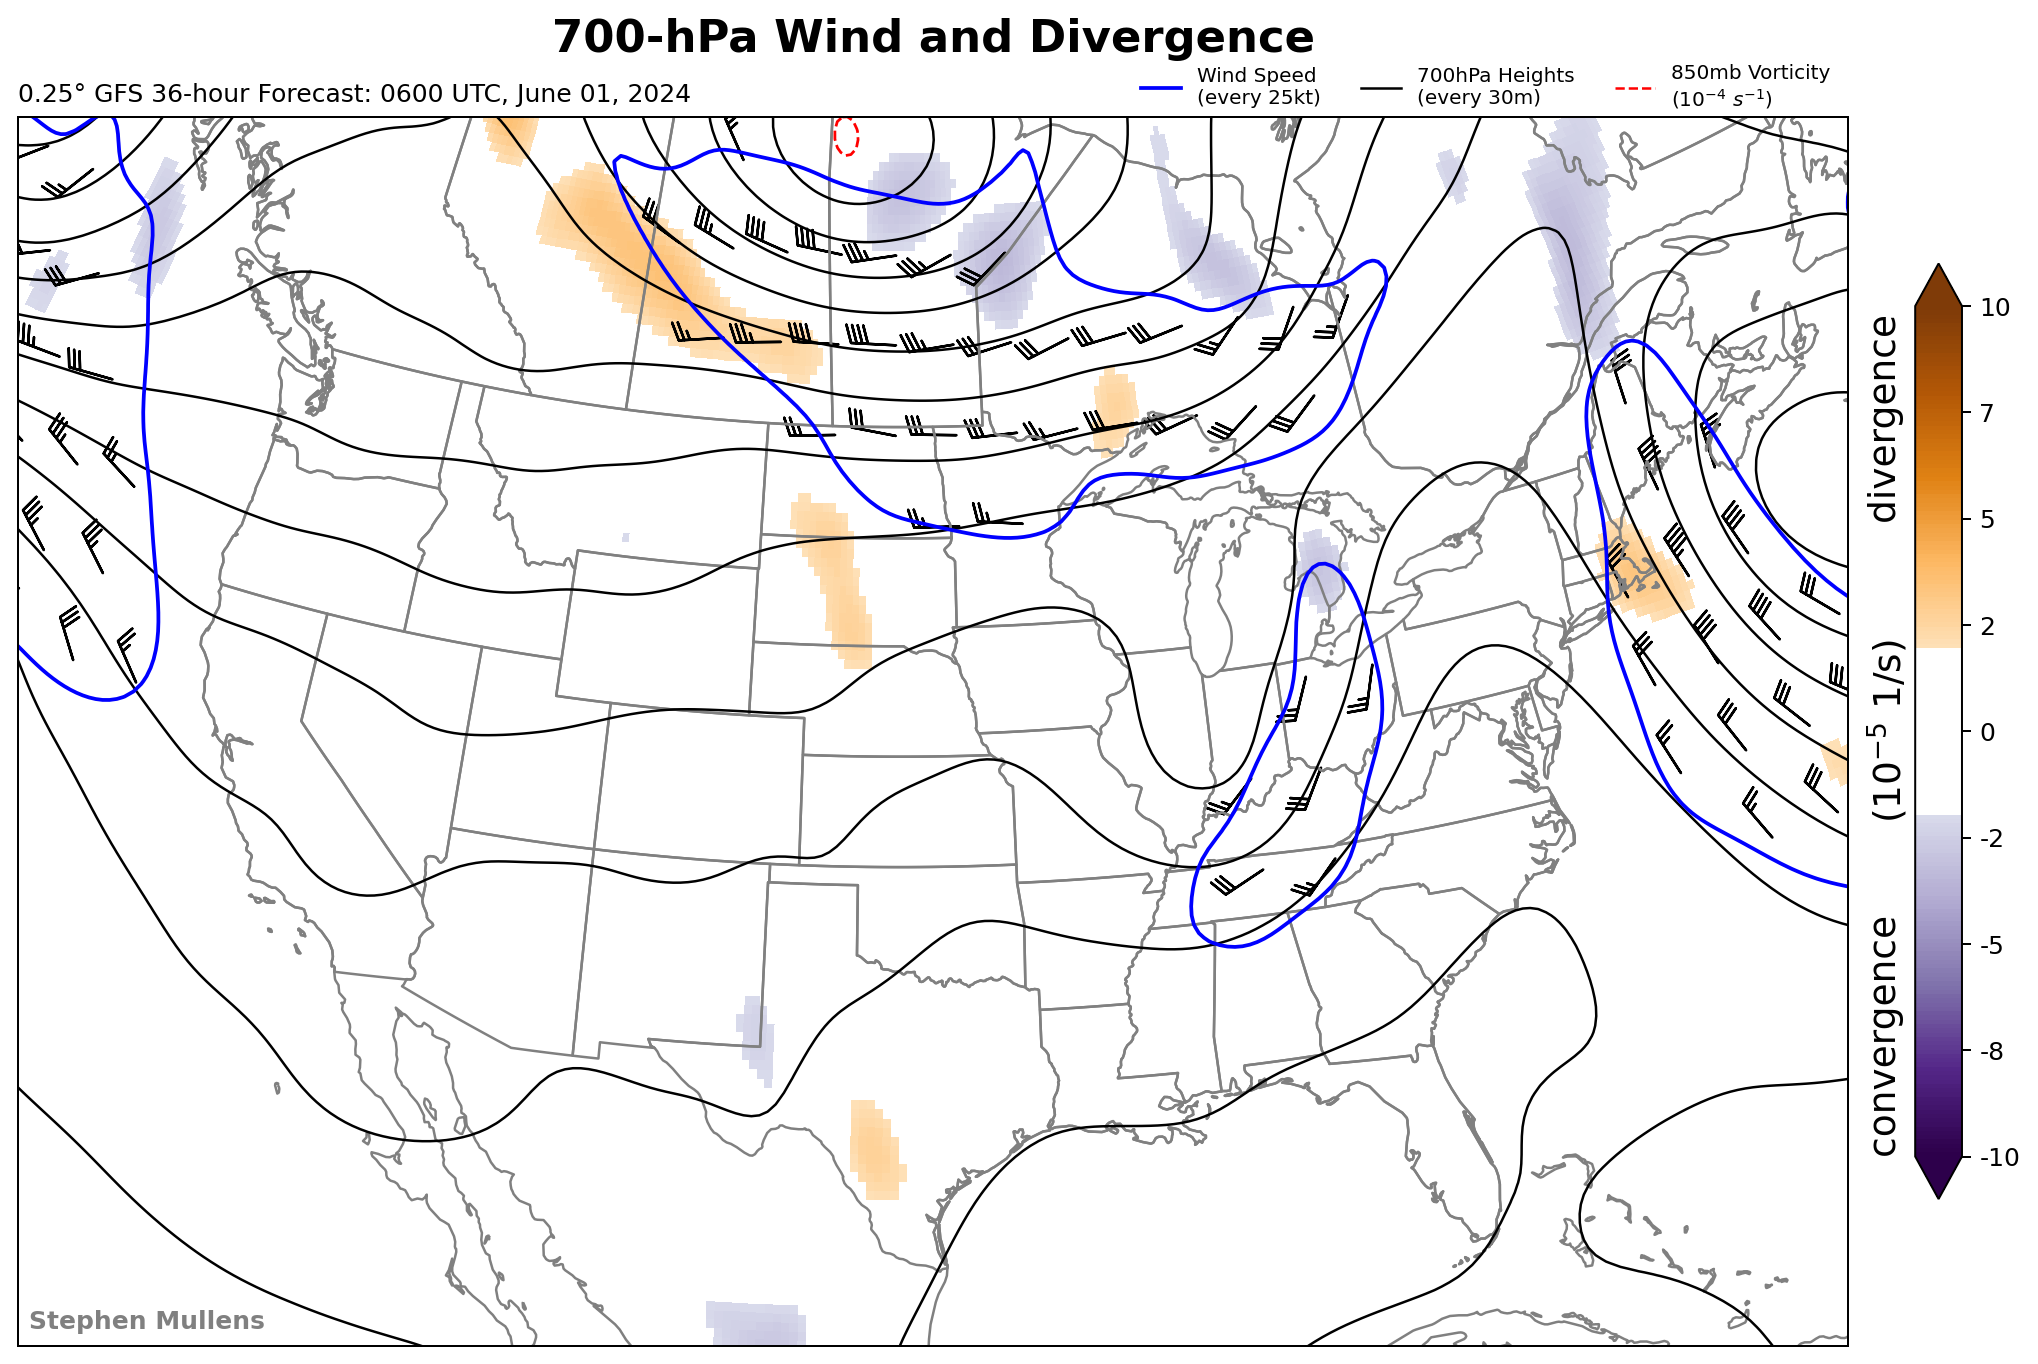 700-hPa Wind and Divergence
0.25° GFS 36-hour Forecast: 0600 UTC, June 01, 2024
Wind Speed
(every 25kt)
700hPa Heights
(every 30m)
850mb Vorticity
(10⁻⁴ s⁻¹)
convergence (10⁻⁵ 1/s) divergence
10
7
5
2
0
-2
-5
-8
-10
Stephen Mullens